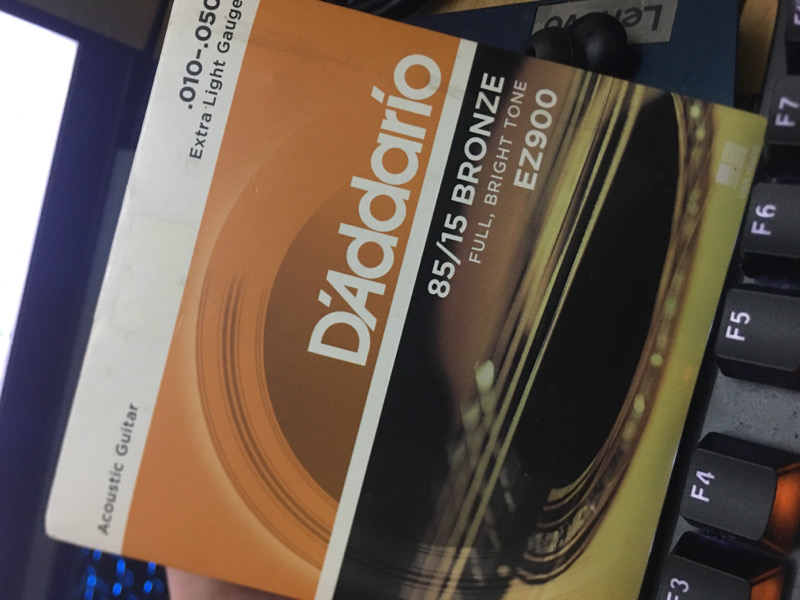 Acoustic Guitar
.010-.050
Extra Light Gauge
D'Addario
85/15 BRONZE
FULL, BRIGHT TONE
EZ900
Lenovo
F3
F4
F5
F6
F7